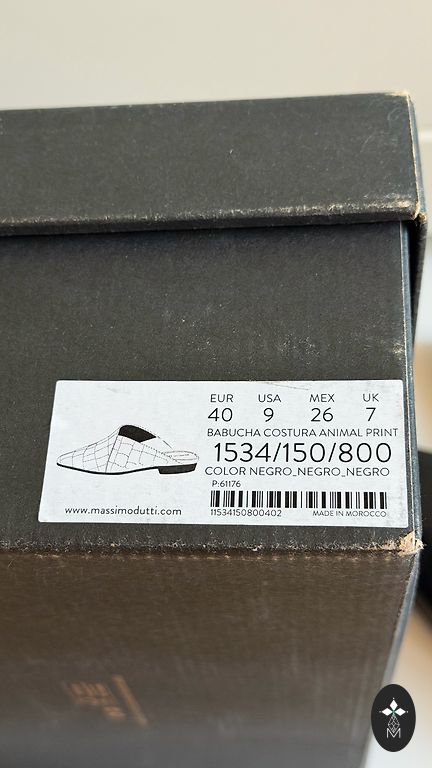 EUR USA MEX UK
40 9 26 7
BABUCHA COSTURA ANIMAL PRINT
1534/150/800
COLOR NEGRO_NEGRO_NEGRO
P:61176
www.massimodutti.com 11534150800402 MADE IN MOROCCO
M